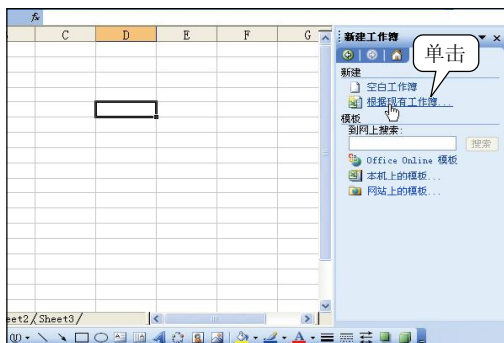 fx
C D E F G
新建工作簿
单击
新建
空白工作簿
根据现有工作簿...
模板
到网上搜索:
搜索
Office Online 模板
本机上的模板...
网站上的模板...
Sheet3